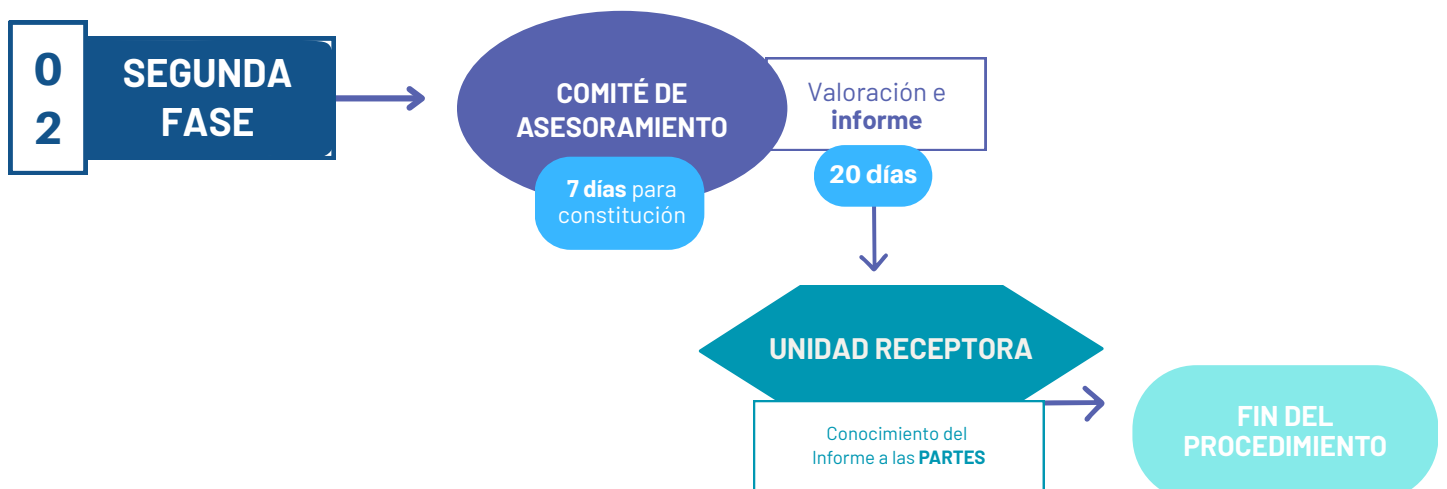 0
2
SEGUNDA
FASE
COMITÉ DE
ASESORAMIENTO
7 días para
constitución
Valoración e
informe
20 días
UNIDAD RECEPTORA
Conocimiento del
Informe a las PARTES
FIN DEL
PROCEDIMIENTO